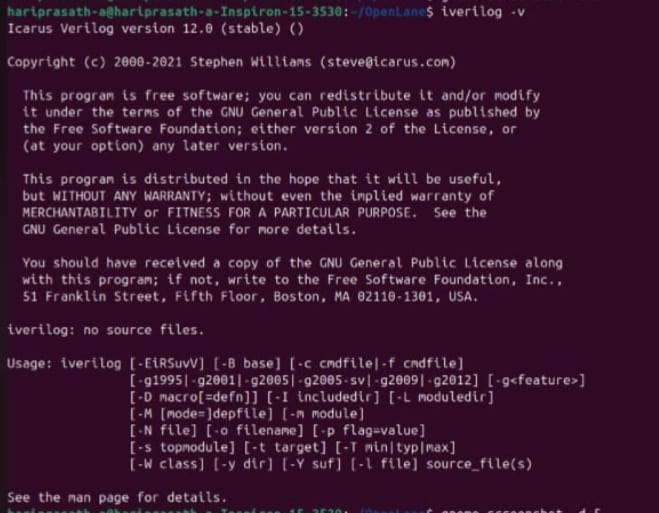 hariprasath-a@hariprasath-a-Inspiron-15-3530:~/OpenLane$ iverilog -v
Icarus Verilog version 12.0 (stable) ()
Copyright (c) 2000-2021 Stephen Williams (steve@icarus.com)
This program is free software; you can redistribute it and/or modify
it under the terms of the GNU General Public License as published by
the Free Software Foundation; either version 2 of the License, or
(at your option) any later version.
This program is distributed in the hope that it will be useful,
but WITHOUT ANY WARRANTY; without even the implied warranty of
MERCHANTABILITY or FITNESS FOR A PARTICULAR PURPOSE.  See the
GNU General Public License for more details.
You should have received a copy of the GNU General Public License along
with this program; if not, write to the Free Software Foundation, Inc.,
51 Franklin Street, Fifth Floor, Boston, MA 02110-1301, USA.
iverilog: no source files.
Usage: iverilog [-EiRSuvV] [-B base] [-c cmdfile|-f cmdfile]
[-g1995|-g2001|-g2005|-g2005-sv|-g2009|-g2012] [-g<feature>]
[-D macro[=defn]] [-I includedir] [-L moduledir]
[-M [mode=]depfile] [-m module]
[-N file] [-o filename] [-p flag=value]
[-s topmodule] [-t target] [-T min|typ|max]
[-W class] [-y dir] [-Y suf] [-l file] source_file(s)
See the man page for details.